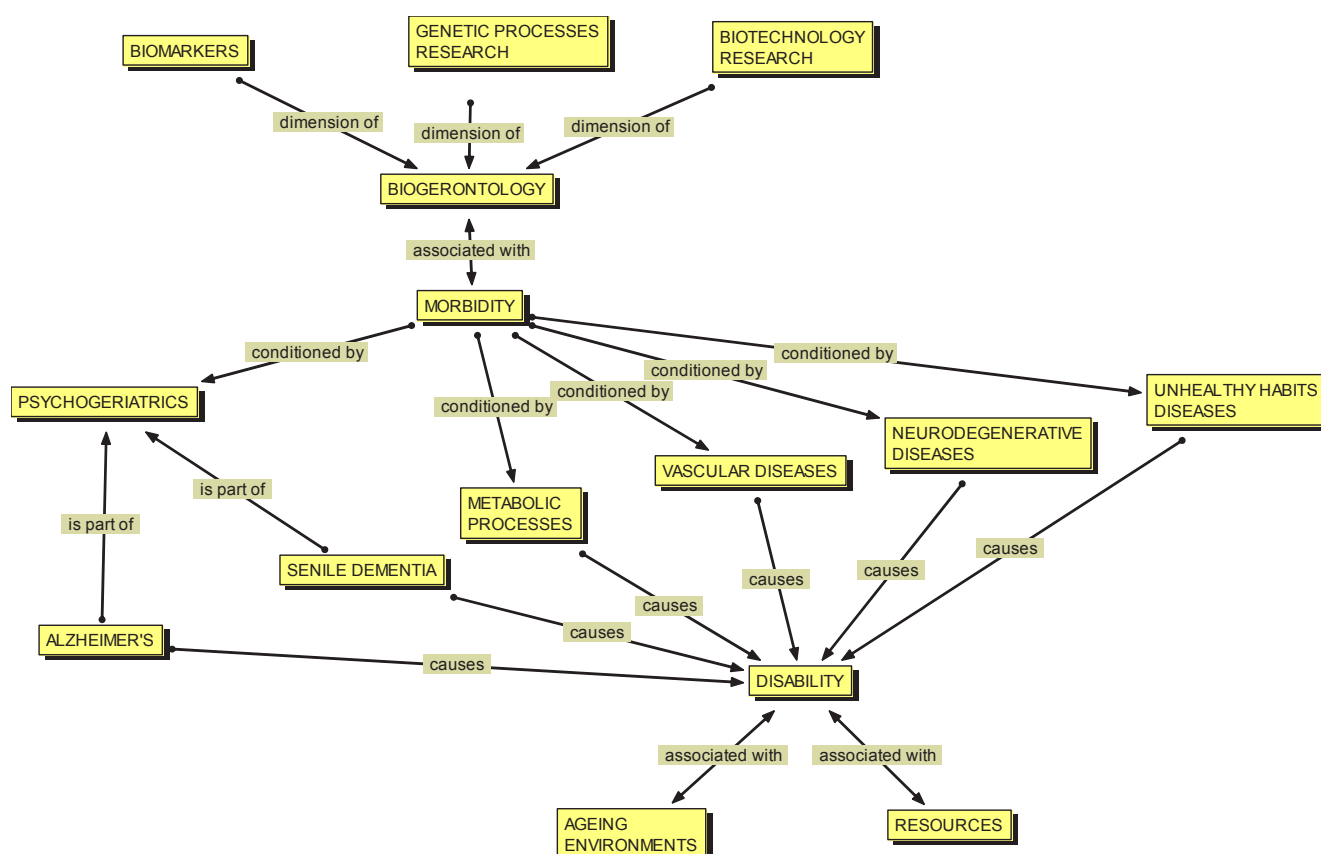 BIOMARKERS
GENETIC PROCESSES
RESEARCH
BIOTECHNOLOGY
RESEARCH
dimension of
dimension of
dimension of
BIOGERONTOLOGY
associated with
MORBIDITY
conditioned by
conditioned by
conditioned by
conditioned by
conditioned by
PSYCHOGERIATRICS
UNHEALTHY HABITS
DISEASES
NEURODEGENERATIVE
DISEASES
VASCULAR DISEASES
METABOLIC
PROCESSES
is part of
is part of
SENILE DEMENTIA
ALZHEIMER'S
causes
causes
causes
causes
causes
causes
DISABILITY
associated with
associated with
AGEING
ENVIRONMENTS
RESOURCES